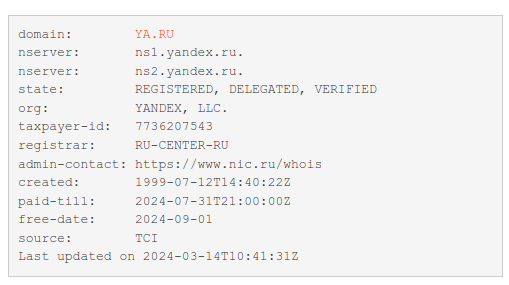 domain: YA.RU
nserver: ns1.yandex.ru.
nserver: ns2.yandex.ru.
state: REGISTERED, DELEGATED, VERIFIED
org: YANDEX, LLC.
taxpayer-id: 7736207543
registrar: RU-CENTER-RU
admin-contact: https://www.nic.ru/whois
created: 1999-07-12T14:40:22Z
paid-till: 2024-07-31T21:00:00Z
free-date: 2024-09-01
source: TCI
Last updated on 2024-03-14T10:41:31Z